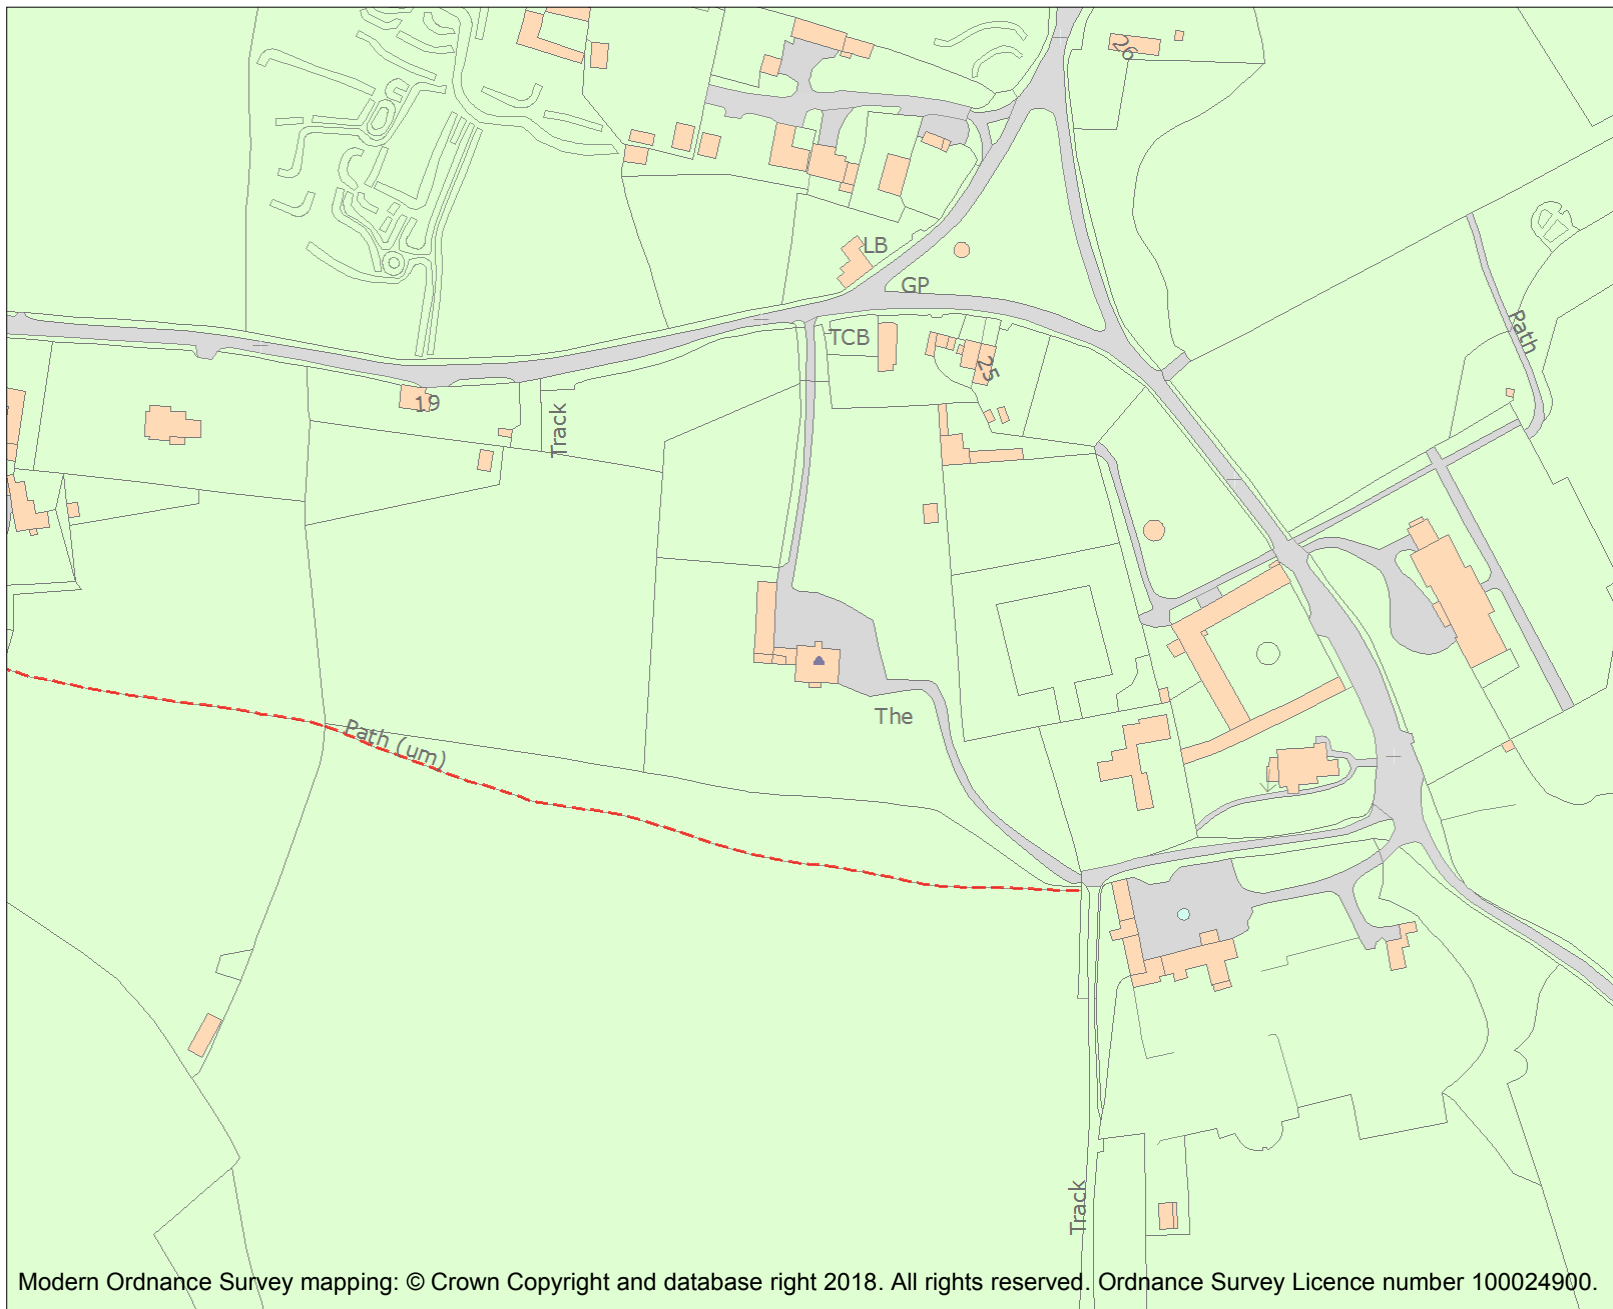 26
LB
GP
Path
TCB
25
19
Track
The
Path (um)
Track
Modern Ordnance Survey mapping: © Crown Copyright and database right 2018. All rights reserved. Ordnance Survey Licence number 100024900.